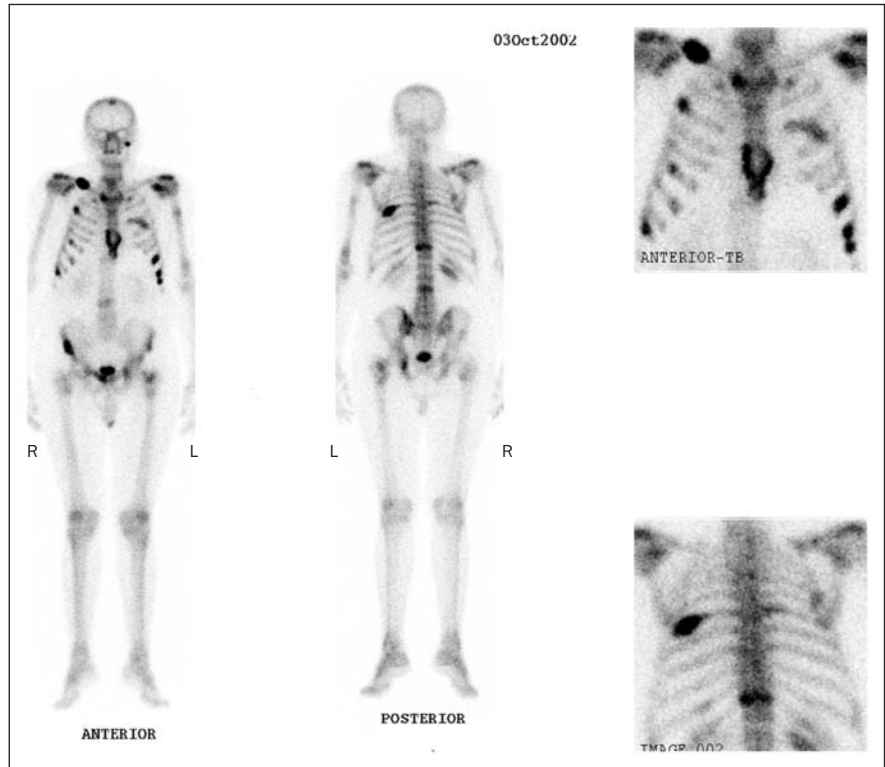 03Oct2002
ANTERIOR-TB
R L L R
ANTERIOR
POSTERIOR
IMAGE 002